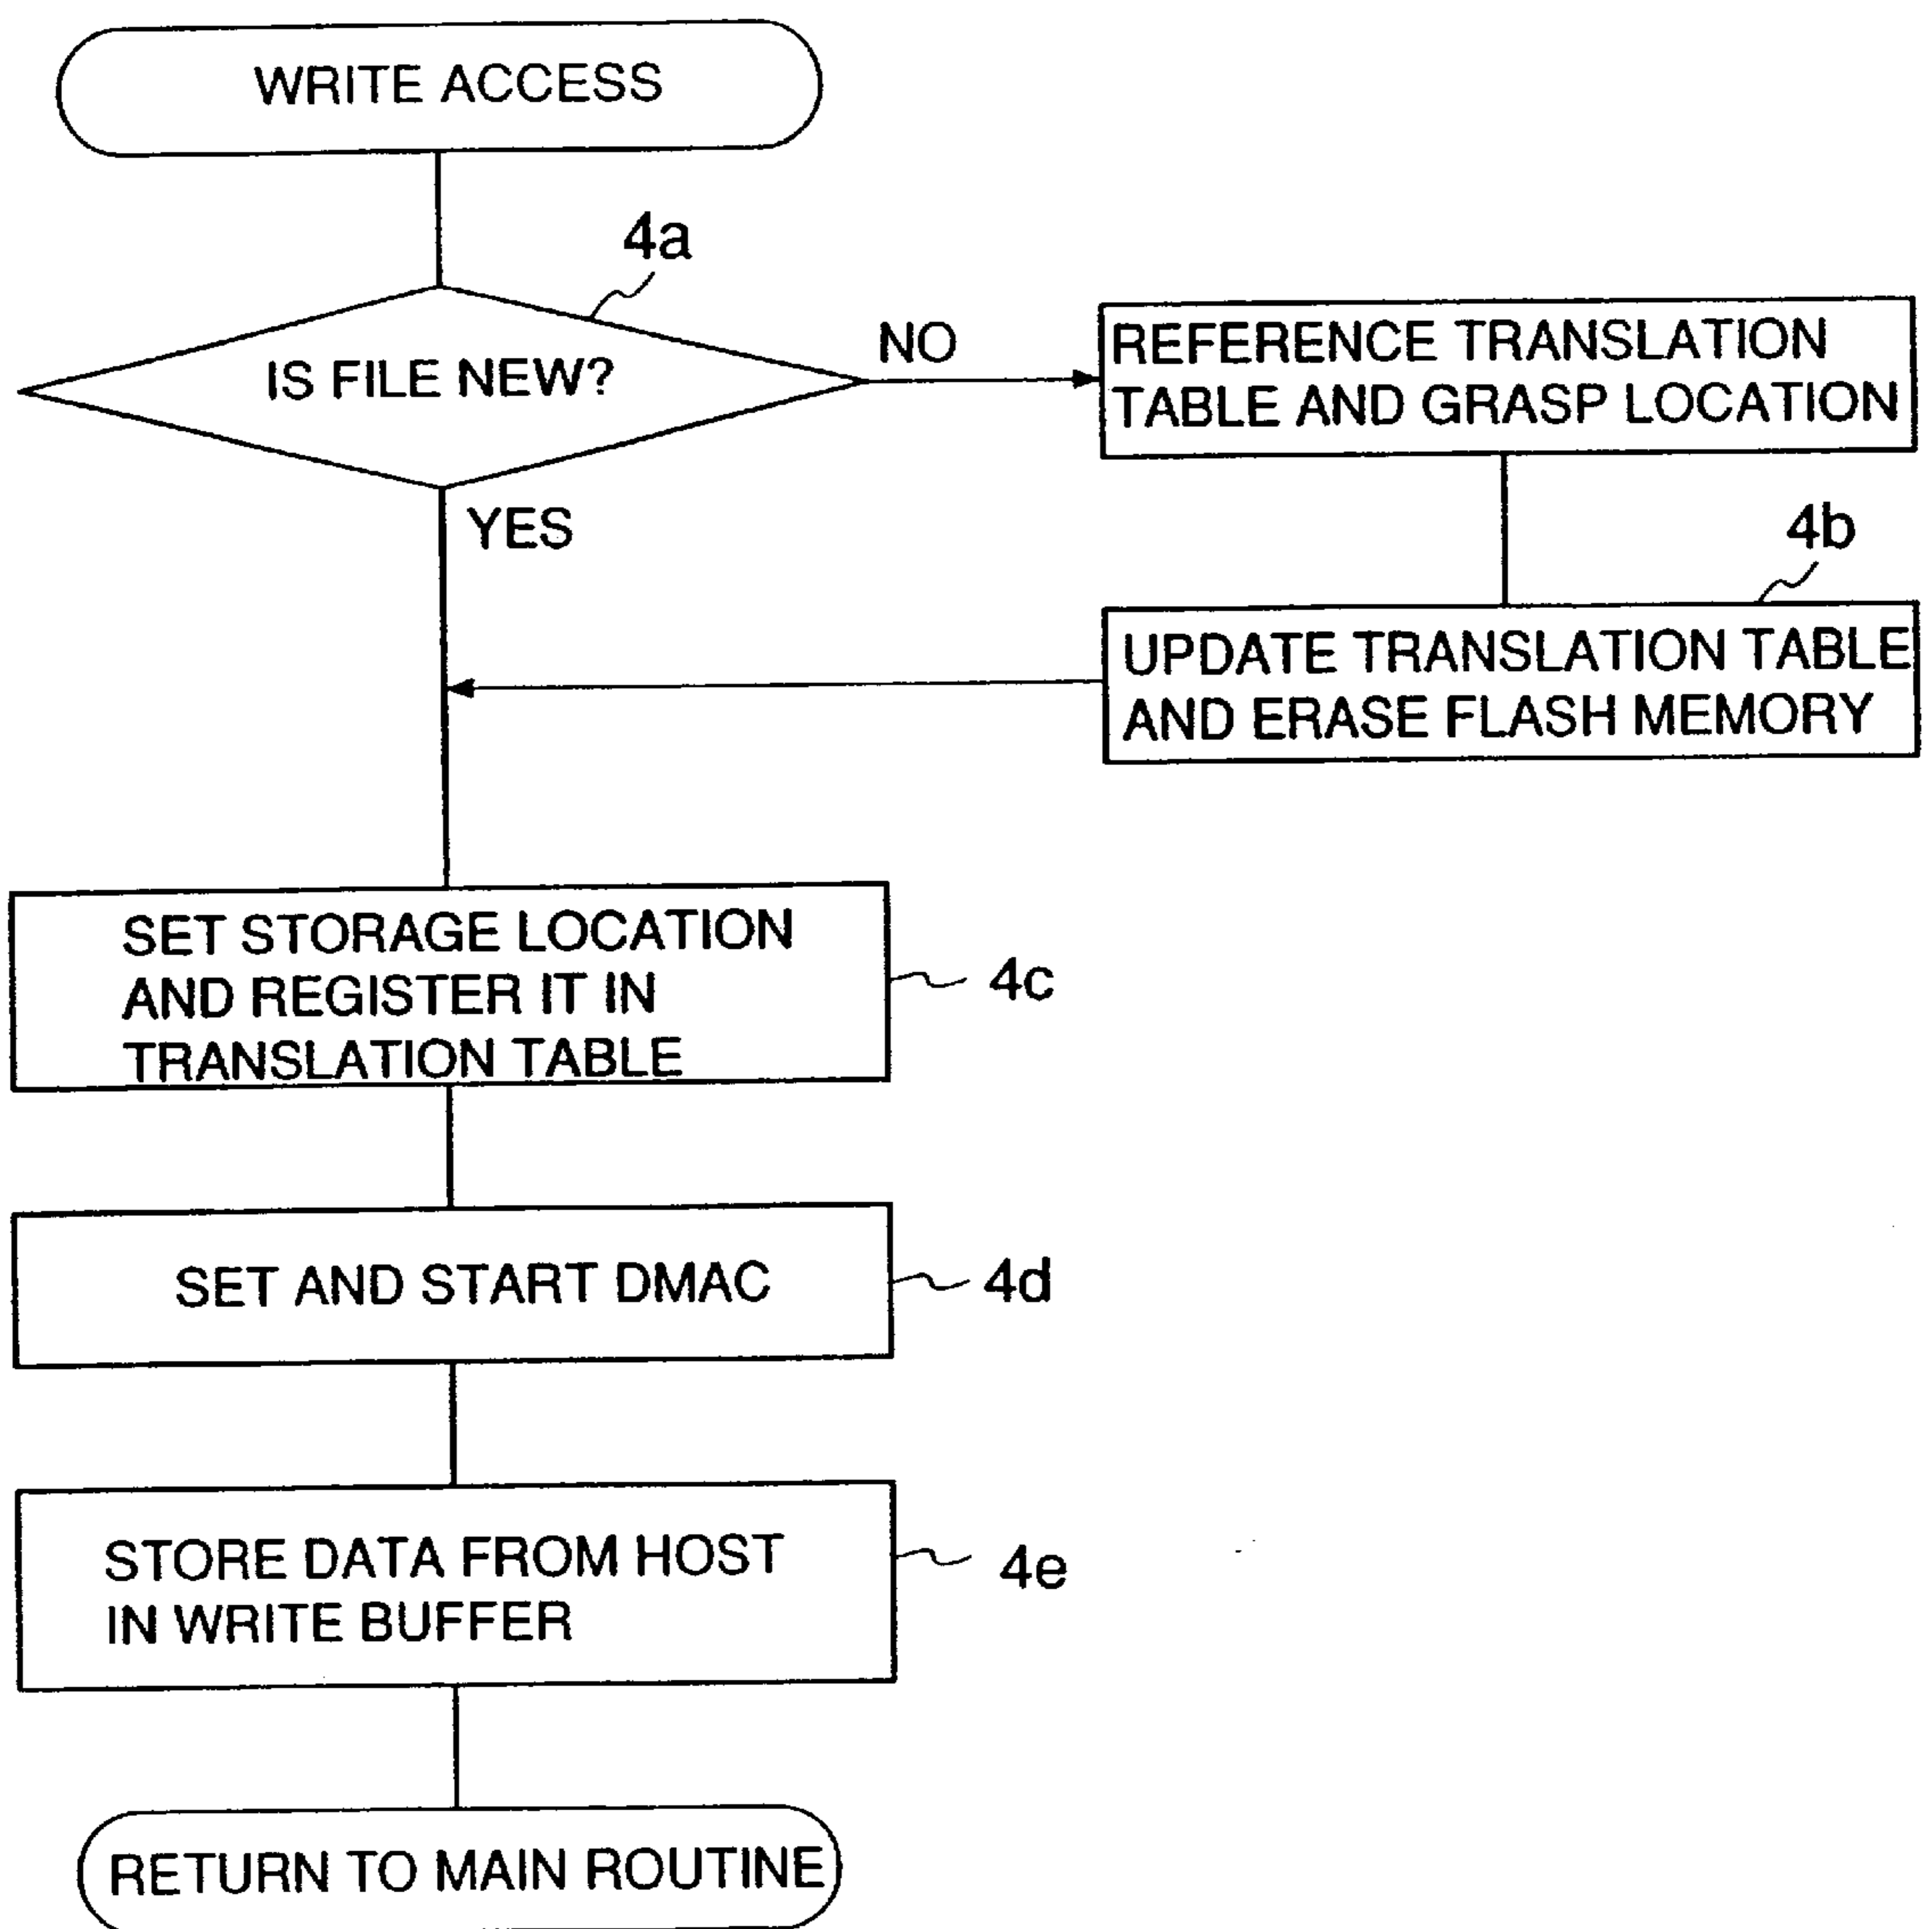 WRITE ACCESS
4a
IS FILE NEW?
NO
REFERENCE TRANSLATION
TABLE AND GRASP LOCATION
YES
4b
UPDATE TRANSLATION TABLE
AND ERASE FLASH MEMORY
SET STORAGE LOCATION
AND REGISTER IT IN
TRANSLATION TABLE
4c
SET AND START DMAC
4d
STORE DATA FROM HOST
IN WRITE BUFFER
4e
RETURN TO MAIN ROUTINE